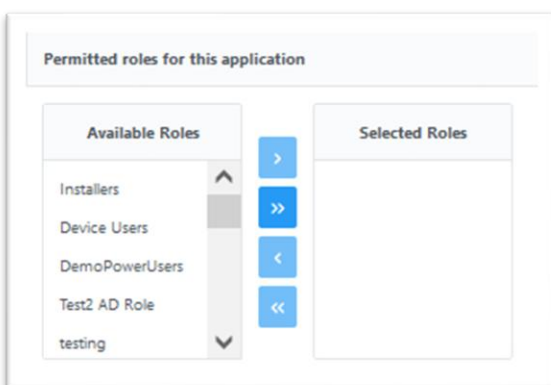 Permitted roles for this application
Available Roles
Installers
Device Users
DemoPowerUsers
Test2 AD Role
testing
>
»
<
«
Selected Roles